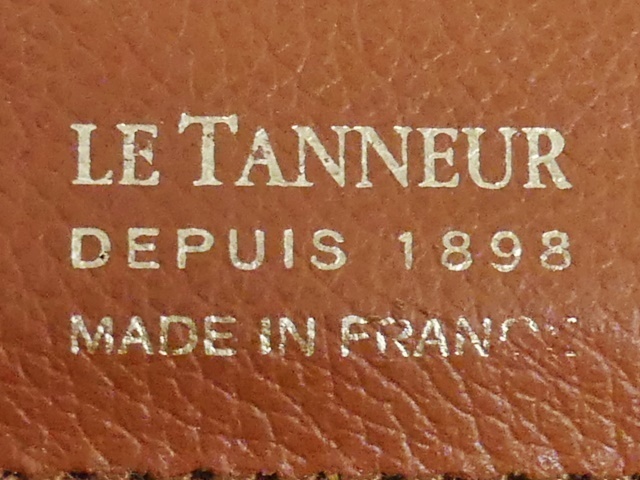 LE TANNEUR
DEPUIS 1898
MADE IN FRANCE